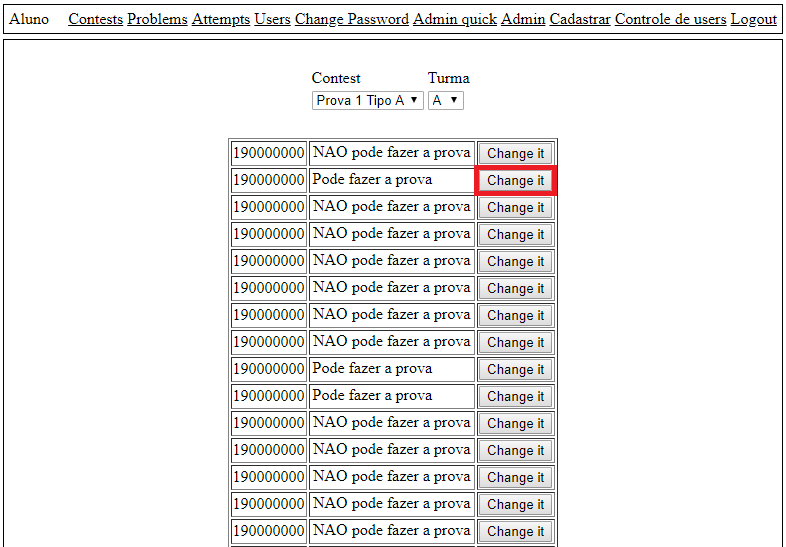 Aluno Contests Problems Attempts Users Change Password Admin quick Admin Cadastrar Controle de users Logout
Contest Turma
Prova 1 Tipo A A
190000000 NAO pode fazer a prova Change it
190000000 Pode fazer a prova Change it
190000000 NAO pode fazer a prova Change it
190000000 NAO pode fazer a prova Change it
190000000 NAO pode fazer a prova Change it
190000000 NAO pode fazer a prova Change it
190000000 NAO pode fazer a prova Change it
190000000 NAO pode fazer a prova Change it
190000000 Pode fazer a prova Change it
190000000 Pode fazer a prova Change it
190000000 NAO pode fazer a prova Change it
190000000 NAO pode fazer a prova Change it
190000000 NAO pode fazer a prova Change it
190000000 NAO pode fazer a prova Change it
190000000 NAO pode fazer a prova Change it